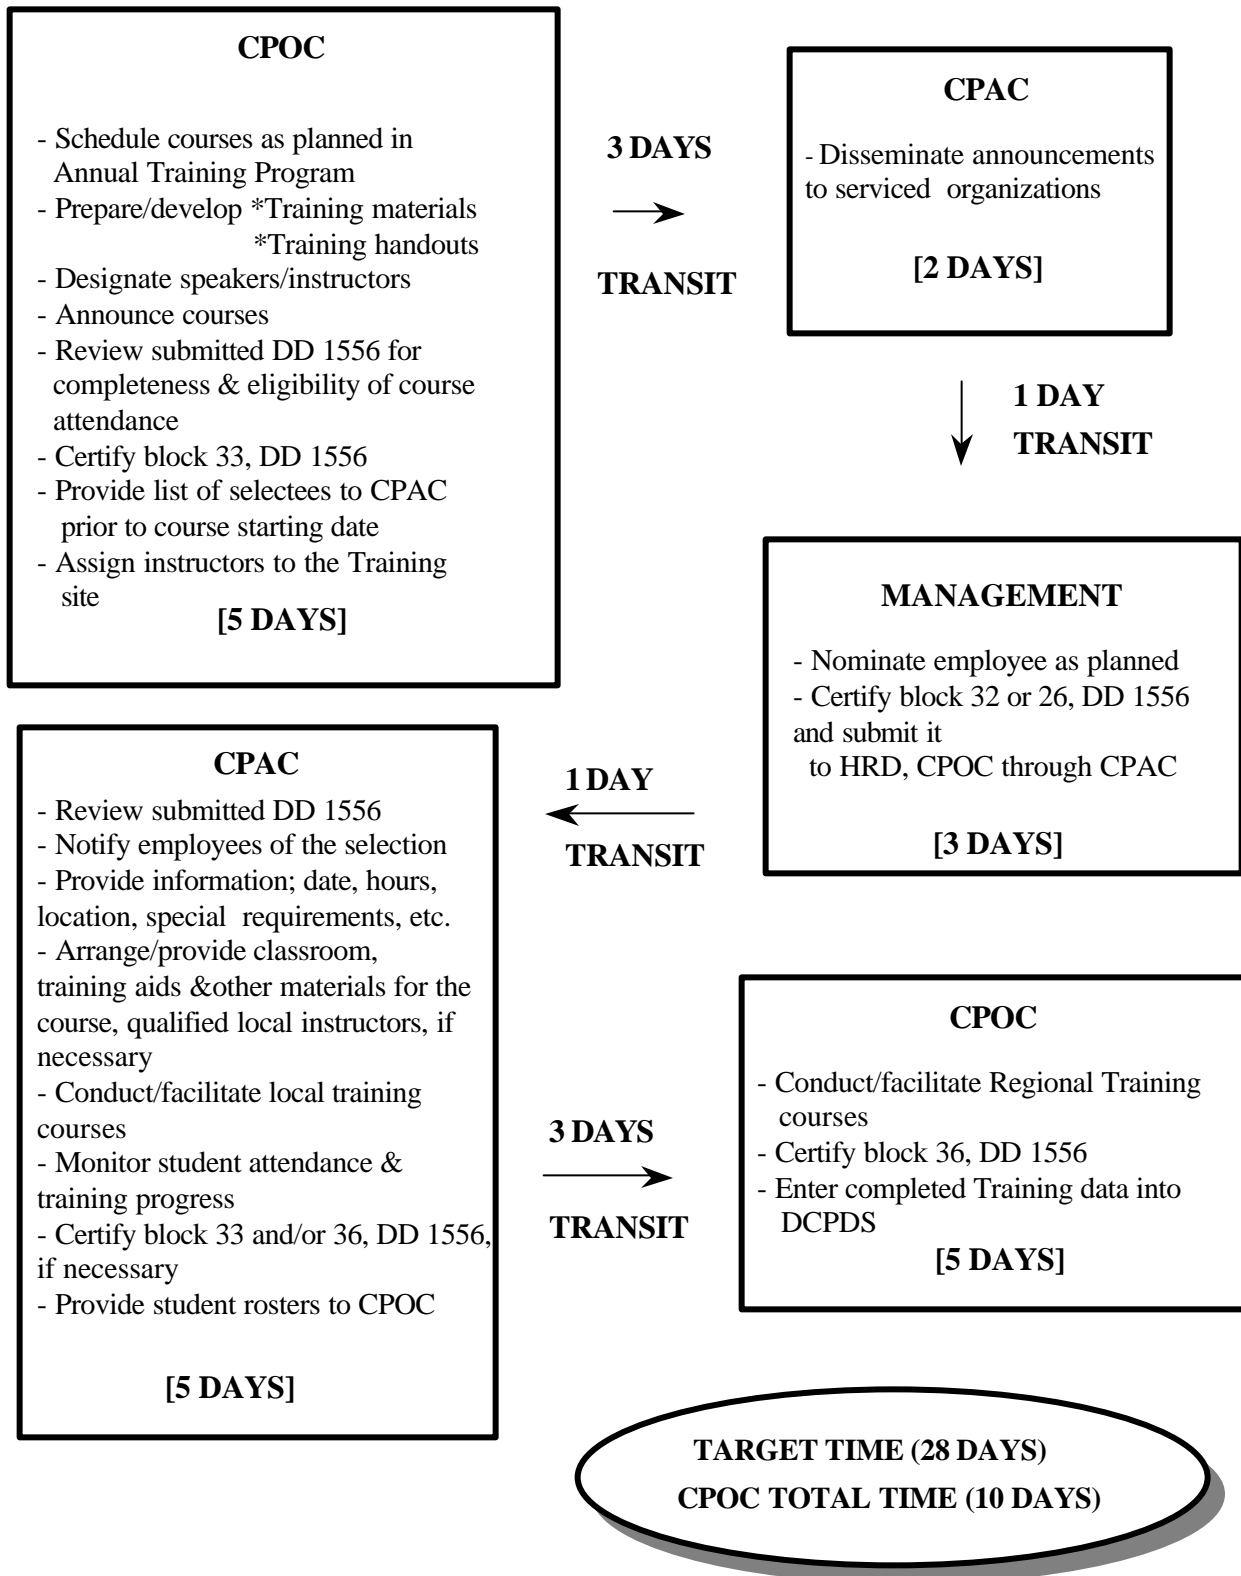 CPOC
- Schedule courses as planned in
Annual Training Program
- Prepare/develop *Training materials
*Training handouts
- Designate speakers/instructors
- Announce courses
- Review submitted DD 1556 for
completeness & eligibility of course
attendance
- Certify block 33, DD 1556
- Provide list of selectees to CPAC
prior to course starting date
- Assign instructors to the Training
site
[5 DAYS]
3 DAYS
TRANSIT
CPAC
- Disseminate announcements
to serviced organizations
[2 DAYS]
1 DAY
TRANSIT
MANAGEMENT
- Nominate employee as planned
- Certify block 32 or 26, DD 1556
and submit it
to HRD, CPOC through CPAC
[3 DAYS]
1 DAY
TRANSIT
CPAC
- Review submitted DD 1556
- Notify employees of the selection
- Provide information; date, hours,
location, special requirements, etc.
- Arrange/provide classroom,
training aids &other materials for the
course, qualified local instructors, if
necessary
- Conduct/facilitate local training
courses
- Monitor student attendance &
training progress
- Certify block 33 and/or 36, DD 1556,
if necessary
- Provide student rosters to CPOC
[5 DAYS]
3 DAYS
TRANSIT
CPOC
- Conduct/facilitate Regional Training
courses
- Certify block 36, DD 1556
- Enter completed Training data into
DCPDS
[5 DAYS]
TARGET TIME (28 DAYS)
CPOC TOTAL TIME (10 DAYS)